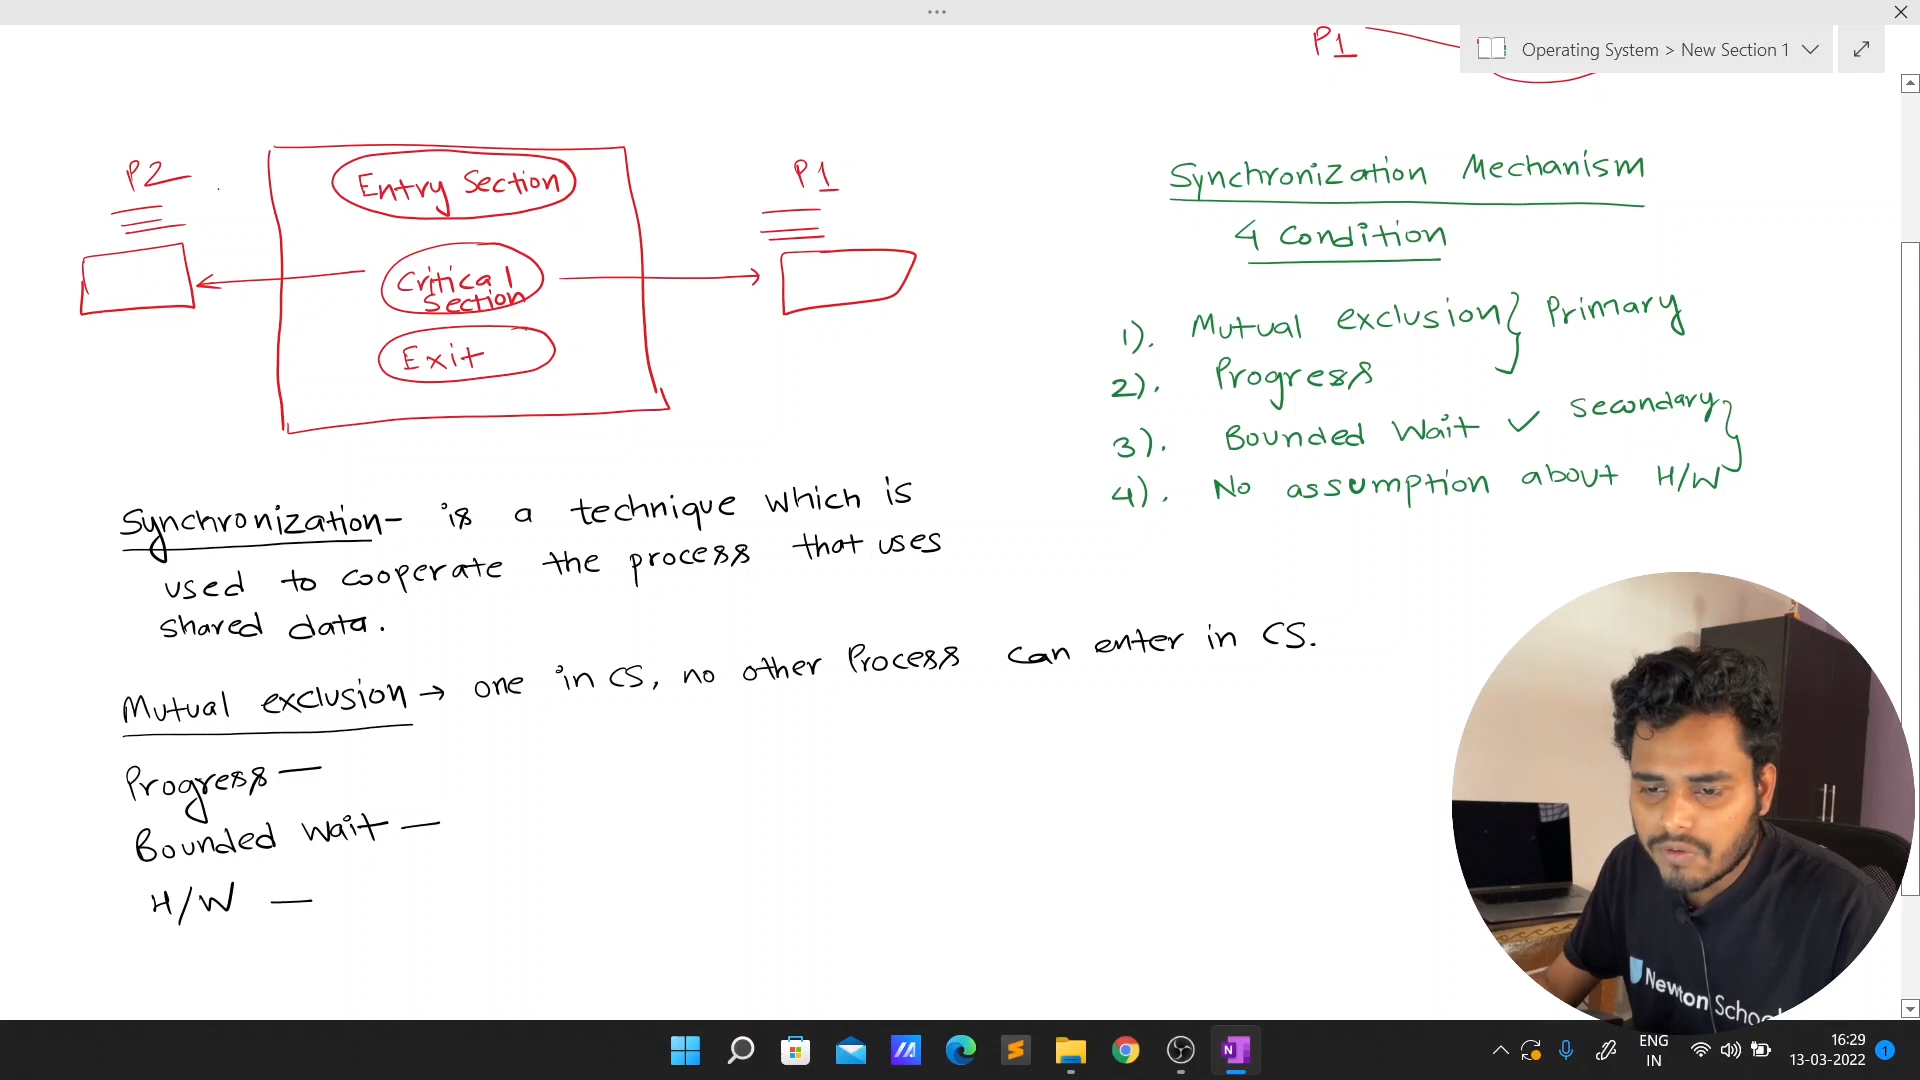 P1
Operating System > New Section 1
P2
Entry Section
P1
Critical
Section
Exit
Synchronization Mechanism
4 Condition
1). Mutual exclusion } Primary
2). Progress
3). Bounded Wait ✓ Secondary }
4). No assumption about H/W
Synchronization- is a technique which is
used to cooperate the process that uses
shared data.
Mutual exclusion → one in CS, no other Process can enter in CS.
Progress —
Bounded Wait —
H/W —
Newton School
ENG
IN
16:29
13-03-2022
1